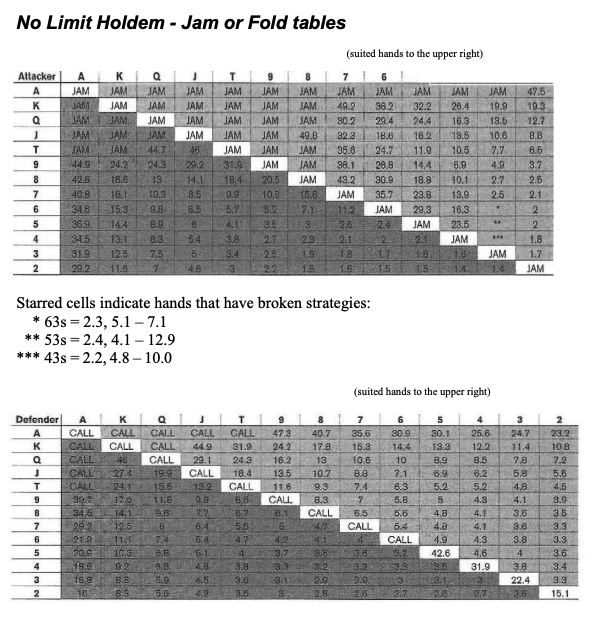 No Limit Holdem - Jam or Fold tables
(suited hands to the upper right)
Attacker A K Q J T 9 8 7 6
A JAM JAM JAM JAM JAM JAM JAM JAM JAM JAM JAM JAM 47.5
K JAM JAM JAM JAM JAM JAM JAM 49.2 36.2 32.2 26.4 19.9 19.3
Q JAM JAM JAM JAM JAM JAM JAM 30.2 29.4 24.4 16.3 13.5 12.7
J JAM JAM JAM JAM JAM JAM 49.8 32.3 18.6 16.2 13.5 10.6 8.8
T JAM JAM 44.7 46 JAM JAM JAM 35.6 24.7 11.9 10.5 7.7 6.5
9 44.9 24.2 24.3 29.2 31.9 JAM JAM 36.1 26.8 14.4 6.9 4.9 3.7
8 42.6 18.6 13 14.1 18.4 20.5 JAM 43.2 30.9 18.8 10.1 2.7 2.5
7 40.8 16.1 10.3 8.5 9.9 10.8 15.6 JAM 35.7 23.8 13.9 2.5 2.1
6 34.6 15.3 9.8 6.5 5.7 5.2 7.1 11.2 JAM 29.3 16.3 * 2
5 36.9 14.4 8.9 6 4.1 3.5 3 2.6 2.4 JAM 23.5 ** 2
4 34.5 13.1 8.3 5.4 3.8 2.7 2.3 2.1 2 2.1 JAM *** 1.8
3 31.9 12.5 7.5 5 3.4 2.5 1.9 1.8 1.7 1.8 1.6 JAM 1.7
2 29.2 11.6 7 4.6 3 2.2 1.8 1.6 1.5 1.5 1.4 1.4 JAM
Starred cells indicate hands that have broken strategies:
* 63s = 2.3, 5.1 – 7.1
** 53s = 2.4, 4.1 – 12.9
*** 43s = 2.2, 4.8 – 10.0
(suited hands to the upper right)
Defender A K Q J T 9 8 7 6 5 4 3 2
A CALL CALL CALL CALL CALL 47.3 40.7 35.6 30.9 30.1 25.6 24.7 23.2
K CALL CALL CALL 44.9 31.9 24.2 17.8 15.3 14.4 13.3 12.2 11.4 10.8
Q CALL 46 CALL 29.1 24.3 16.2 13 10.6 10 8.9 8.5 7.8 7.2
J CALL 27.4 19.9 CALL 18.4 13.5 10.7 8.8 7.1 6.9 6.2 5.8 5.6
T CALL 24.1 15.6 13.2 CALL 11.6 9.3 7.4 6.3 5.2 5.2 4.8 4.5
9 39.7 17.0 11.8 9.9 8.6 CALL 8.3 7 5.8 5 4.3 4.1 3.9
8 34.5 14.1 9.8 7.7 6.7 6.1 CALL 6.5 5.6 4.8 4.1 3.6 3.5
7 29.2 12.5 8 6.4 5.5 5 4.7 CALL 5.4 4.8 4.1 3.6 3.3
6 21.9 11.1 7.4 5.4 4.7 4.2 4.1 4 CALL 4.9 4.3 3.8 3.3
5 20.9 10.3 6.8 5.1 4 3.7 3.6 3.6 3.7 42.6 4.6 4 3.6
4 18.6 9.2 6.3 4.8 3.8 3.3 3.2 3.3 3.5 3.5 31.9 3.8 3.4
3 16.8 8.8 5.9 4.5 3.6 3.1 2.9 2.9 3 3.1 3 22.4 3.3
2 16 8.3 5.6 4.2 3.5 3 2.8 2.6 2.7 2.8 2.7 2.6 15.1